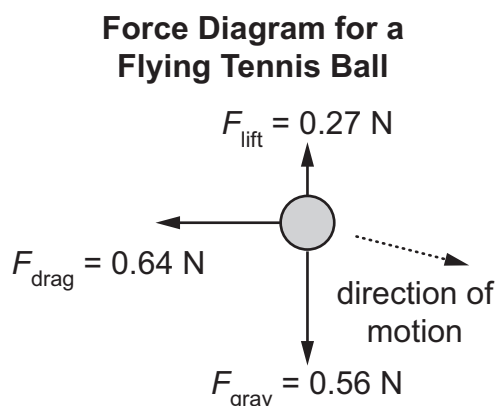 Force Diagram for a
Flying Tennis Ball
F_lift = 0.27 N
F_drag = 0.64 N
direction of
motion
F_grav = 0.56 N